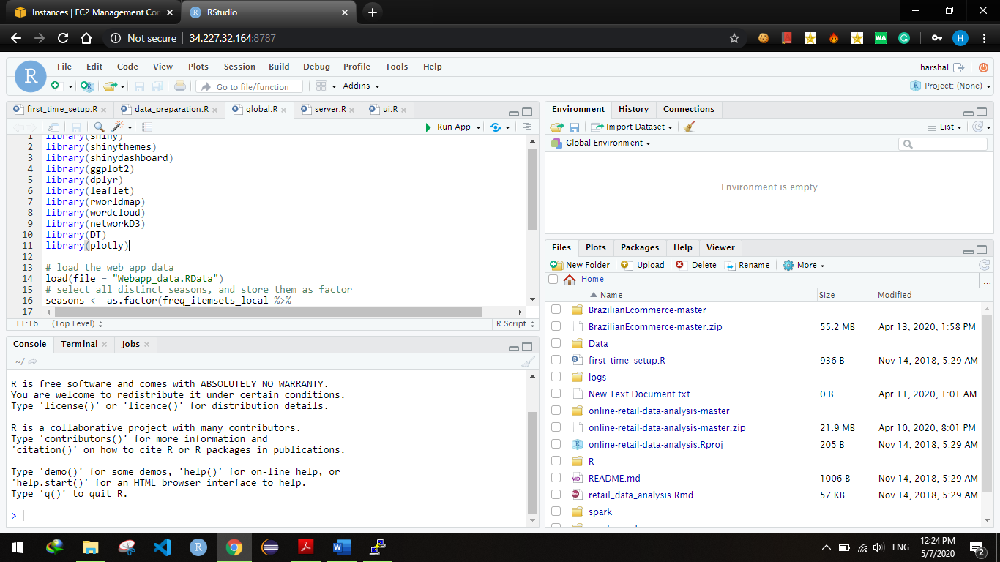 Instances | EC2 Management Con
RStudio
Not secure | 34.227.32.164:8787
WA
H
R
File Edit Code View Plots Session Build Debug Profile Tools Help
harshal
Go to file/function
Addins
Project: (None)
first_time_setup.R
data_preparation.R
global.R
server.R
ui.R
Run App
1 library(shiny)
2 library(shinythemes)
3 library(shinydashboard)
4 library(ggplot2)
5 library(dplyr)
6 library(leaflet)
7 library(rworldmap)
8 library(wordcloud)
9 library(networkD3)
10 library(DT)
11 library(plotly)
12
13 # load the web app data
14 load(file = "Webapp_data.RData")
15 # select all distinct seasons, and store them as factor
16 seasons <- as.factor(freq_itemsets_local %>%
17
11:16 (Top Level) R Script
Console Terminal Jobs
~/
R is free software and comes with ABSOLUTELY NO WARRANTY.
You are welcome to redistribute it under certain conditions.
Type 'license()' or 'licence()' for distribution details.
R is a collaborative project with many contributors.
Type 'contributors()' for more information and
'citation()' on how to cite R or R packages in publications.
Type 'demo()' for some demos, 'help()' for on-line help, or
'help.start()' for an HTML browser interface to help.
Type 'q()' to quit R.
>
Environment History Connections
Import Dataset
List
Global Environment
Environment is empty
Files Plots Packages Help Viewer
New Folder Upload Delete Rename More
Home
...
Name Size Modified
BrazilianEcommerce-master
BrazilianEcommerce-master.zip 55.2 MB Apr 13, 2020, 1:58 PM
Data
first_time_setup.R 936 B Nov 14, 2018, 5:29 AM
logs
New Text Document.txt 0 B Apr 11, 2020, 1:01 AM
online-retail-data-analysis-master
online-retail-data-analysis-master.zip 21.9 MB Apr 10, 2020, 8:01 PM
online-retail-data-analysis.Rproj 205 B Nov 14, 2018, 5:29 AM
R
README.md 1006 B Nov 14, 2018, 5:29 AM
retail_data_analysis.Rmd 57 KB Nov 14, 2018, 5:29 AM
spark
ENG
12:24 PM
5/7/2020
2